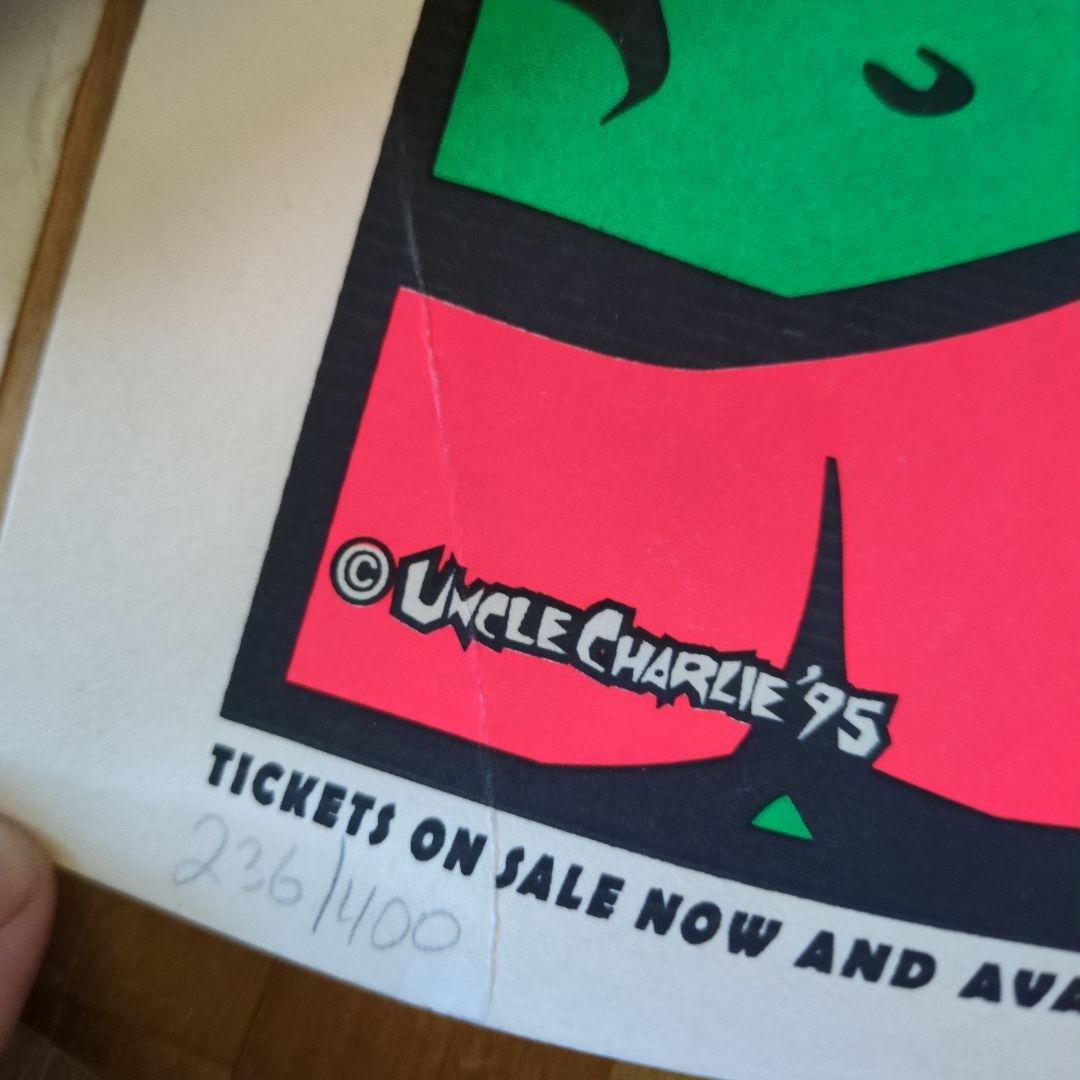 © UNCLE CHARLIE '95
TICKETS ON SALE NOW AND AVA
236/400